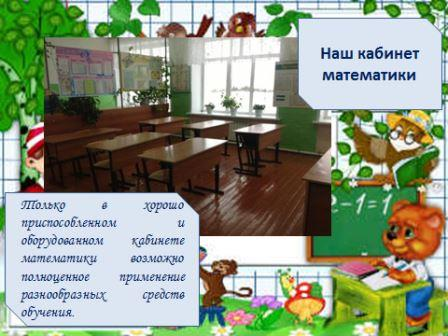 Наш кабинет
математики
Только в хорошо
приспособленном и
оборудованном кабинете
математики возможно
полноценное применение
разнообразных средств
обучения.
2-1=1